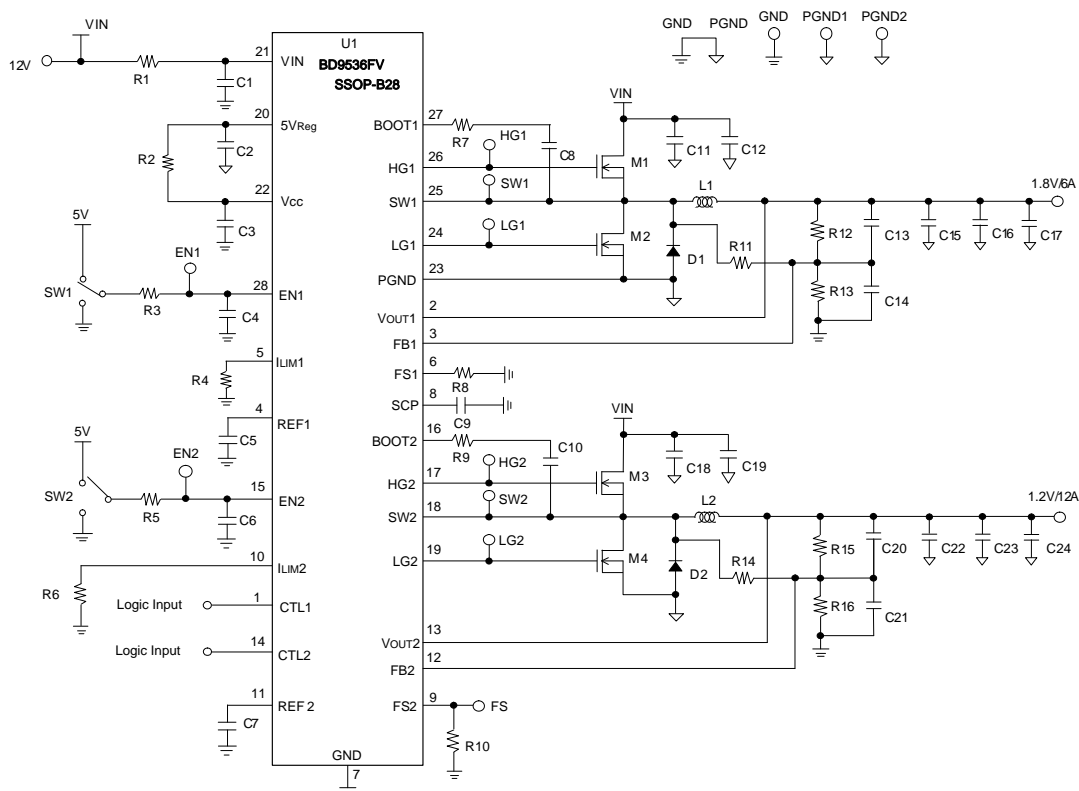 VIN
12V
R1
21
VIN
C1
U1
BD9536FV
SSOP-B28
GND
PGND
GND
PGND1
PGND2
20
5VReg
R2
C2
22
Vcc
C3
5V
SW1
R3
EN1
28
EN1
C4
5
ILIM1
R4
4
REF1
C5
5V
SW2
R5
EN2
15
EN2
C6
10
ILIM2
R6
Logic Input
1
CTL1
Logic Input
14
CTL2
11
REF2
C7
GND
7
27
BOOT1
R7
C8
26
HG1
HG1
25
SW1
SW1
24
LG1
LG1
23
PGND
2
VOUT1
3
FB1
6
FS1
R8
8
SCP
C9
VIN
M1
C11
C12
M2
L1
D1
R11
R12
R13
C13
C14
C15
C16
C17
1.8V/6A
16
BOOT2
R9
C10
17
HG2
HG2
18
SW2
SW2
19
LG2
LG2
13
VOUT2
12
FB2
9
FS2
FS
R10
VIN
M3
C18
C19
M4
L2
D2
R14
R15
R16
C20
C21
C22
C23
C24
1.2V/12A